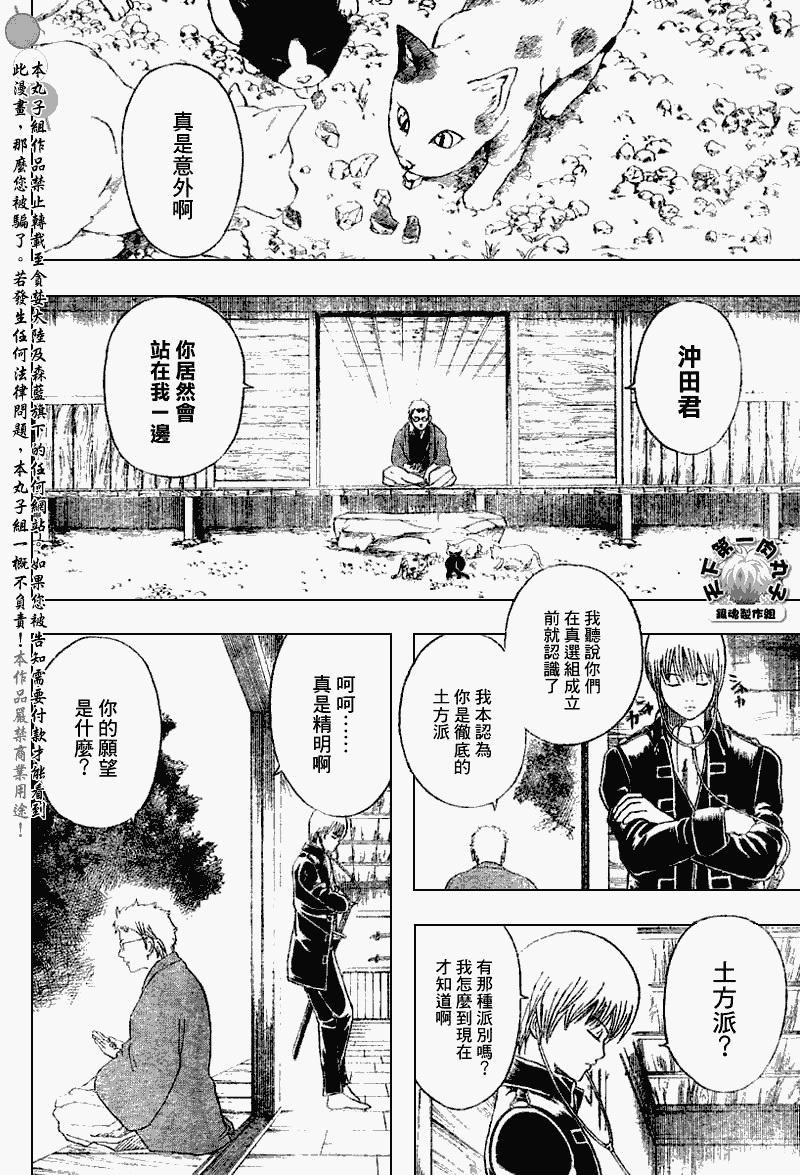 真是意外啊
沖田君
你居然會
站在我一邊
我聽說你們
在真選組成立
前就認識了
我本認為
你是徹底的
土方派
土方派？
有那種派別嗎？
我怎麼到現在
才知道啊
呵呵……
真是精明啊
你的願望
是什麼？
天下第一肉丸子
銀魂製作組
本丸子組作品禁止轉載至貪婪大陸及森藍旗下的任何網站。如果您被告知需要付款才能看到
此漫畫，那麼您被騙了。若發生任何法律問題，本丸子組一概不負責！本作品嚴禁商業用途！